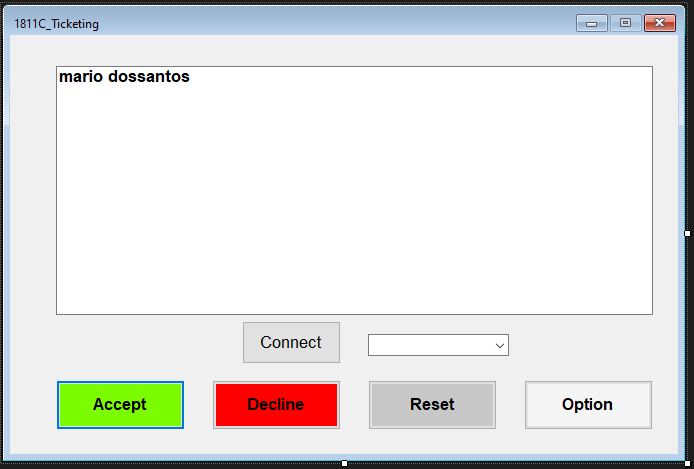 1811C_Ticketing
mario dossantos
Connect
Accept
Decline
Reset
Option